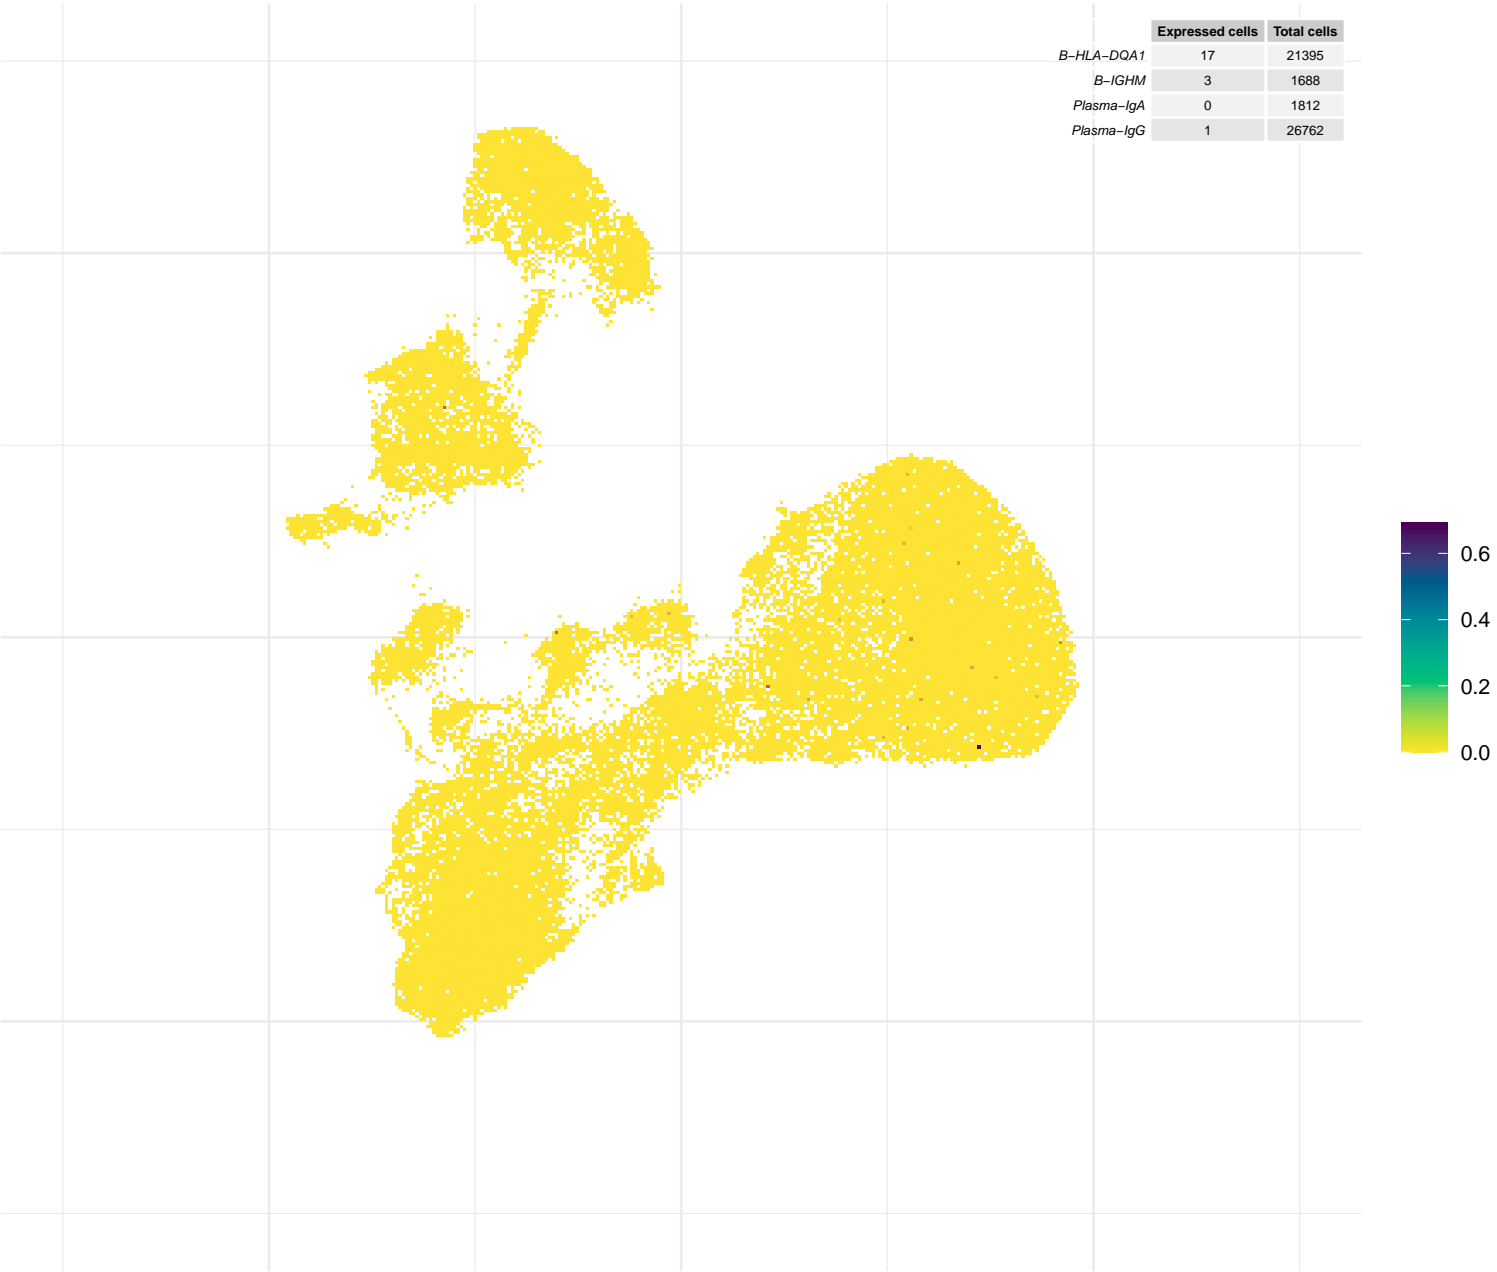 Expressed cells Total cells
B−HLA−DQA1 17 21395
B−IGHM 3 1688
Plasma−IgA 0 1812
Plasma−IgG 1 26762
0.6
0.4
0.2
0.0